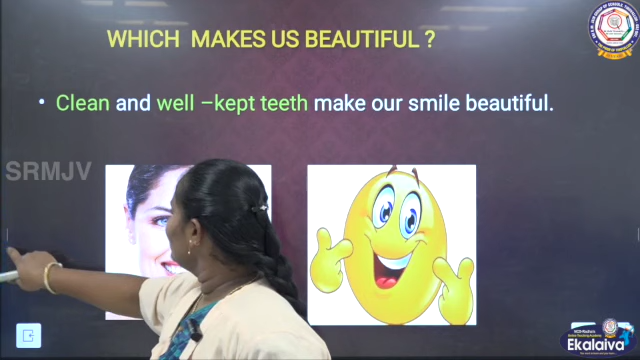 WHICH MAKES US BEAUTIFUL ?
• Clean and well –kept teeth make our smile beautiful.
SRMJV
Ekalaiva